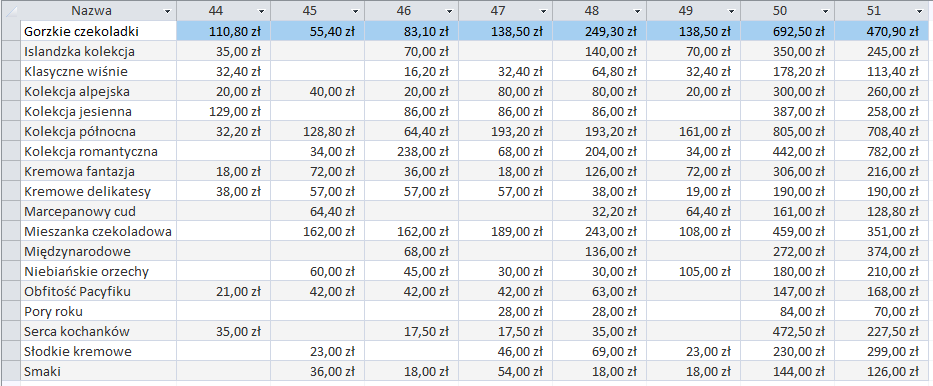 Nazwa 44 45 46 47 48 49 50 51
Gorzkie czekoladki 110,80 zł 55,40 zł 83,10 zł 138,50 zł 249,30 zł 138,50 zł 692,50 zł 470,90 zł
Islandzka kolekcja 35,00 zł 70,00 zł 140,00 zł 70,00 zł 350,00 zł 245,00 zł
Klasyczne wiśnie 32,40 zł 16,20 zł 32,40 zł 64,80 zł 32,40 zł 178,20 zł 113,40 zł
Kolekcja alpejska 20,00 zł 40,00 zł 20,00 zł 80,00 zł 80,00 zł 20,00 zł 300,00 zł 260,00 zł
Kolekcja jesienna 129,00 zł 86,00 zł 86,00 zł 86,00 zł 387,00 zł 258,00 zł
Kolekcja północna 32,20 zł 128,80 zł 64,40 zł 193,20 zł 193,20 zł 161,00 zł 805,00 zł 708,40 zł
Kolekcja romantyczna 34,00 zł 238,00 zł 68,00 zł 204,00 zł 34,00 zł 442,00 zł 782,00 zł
Kremowa fantazja 18,00 zł 72,00 zł 36,00 zł 18,00 zł 126,00 zł 72,00 zł 306,00 zł 216,00 zł
Kremowe delikatesy 38,00 zł 57,00 zł 57,00 zł 57,00 zł 38,00 zł 19,00 zł 190,00 zł 190,00 zł
Marcepanowy cud 64,40 zł 32,20 zł 64,40 zł 161,00 zł 128,80 zł
Mieszanka czekoladowa 162,00 zł 162,00 zł 189,00 zł 243,00 zł 108,00 zł 459,00 zł 351,00 zł
Międzynarodowe 68,00 zł 136,00 zł 272,00 zł 374,00 zł
Niebiańskie orzechy 60,00 zł 45,00 zł 30,00 zł 30,00 zł 105,00 zł 180,00 zł 210,00 zł
Obfitość Pacyfiku 21,00 zł 42,00 zł 42,00 zł 42,00 zł 63,00 zł 147,00 zł 168,00 zł
Pory roku 28,00 zł 28,00 zł 84,00 zł 70,00 zł
Serca kochanków 35,00 zł 17,50 zł 17,50 zł 35,00 zł 472,50 zł 227,50 zł
Słodkie kremowe 23,00 zł 46,00 zł 69,00 zł 23,00 zł 230,00 zł 299,00 zł
Smaki 36,00 zł 18,00 zł 54,00 zł 18,00 zł 18,00 zł 144,00 zł 126,00 zł